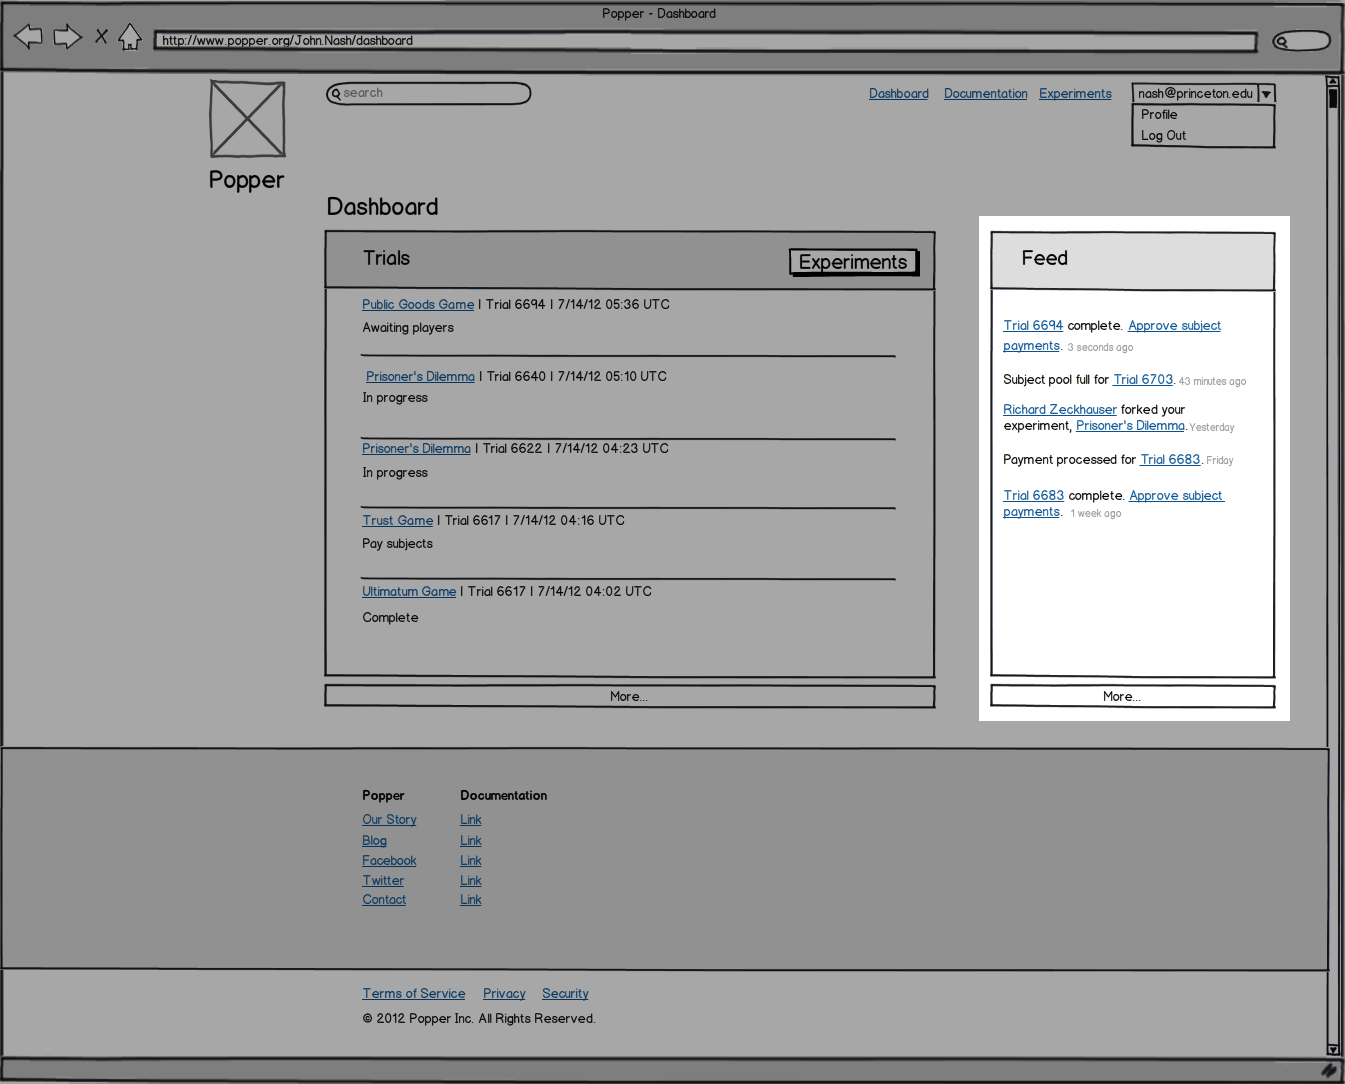 Popper - Dashboard
http://www.popper.org/John.Nash/dashboard
search
Dashboard Documentation Experiments
nash@princeton.edu
Profile
Log Out
Popper
Dashboard
Trials
Experiments
Public Goods Game | Trial 6694 | 7/14/12 05:36 UTC
Awaiting players
Prisoner's Dilemma | Trial 6640 | 7/14/12 05:10 UTC
In progress
Prisoner's Dilemma | Trial 6622 | 7/14/12 04:23 UTC
In progress
Trust Game | Trial 6617 | 7/14/12 04:16 UTC
Pay subjects
Ultimatum Game | Trial 6617 | 7/14/12 04:02 UTC
Complete
More...
Feed
Trial 6694 complete. Approve subject
payments. 3 seconds ago
Subject pool full for Trial 6703. 43 minutes ago
Richard Zeckhauser forked your
experiment, Prisoner's Dilemma. Yesterday
Payment processed for Trial 6683. Friday
Trial 6683 complete. Approve subject
payments. 1 week ago
More...
Popper
Our Story
Blog
Facebook
Twitter
Contact
Documentation
Link
Link
Link
Link
Link
Terms of Service Privacy Security
© 2012 Popper Inc. All Rights Reserved.